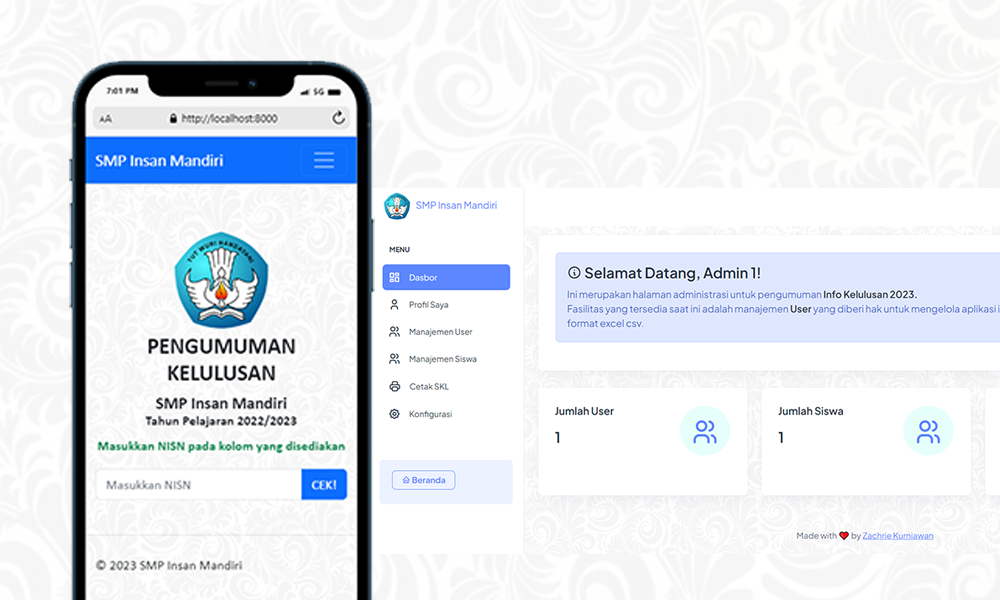 7:01 PM
5G
AA
http://localhost:8000
SMP Insan Mandiri
TUT WURI HANDAYANI
PENGUMUMAN
KELULUSAN
SMP Insan Mandiri
Tahun Pelajaran 2022/2023
Masukkan NISN pada kolom yang disediakan
Masukkan NISN
CEK!
© 2023 SMP Insan Mandiri
SMP Insan Mandiri
MENU
Dasbor
Profil Saya
Manajemen User
Manajemen Siswa
Cetak SKL
Konfigurasi
Beranda
Selamat Datang, Admin 1!
Ini merupakan halaman administrasi untuk pengumuman Info Kelulusan 2023.
Fasilitas yang tersedia saat ini adalah manajemen User yang diberi hak untuk mengelola aplikasi i
format excel csv.
Jumlah User
1
Jumlah Siswa
1
Made with ❤ by Zachrie Kurniawan